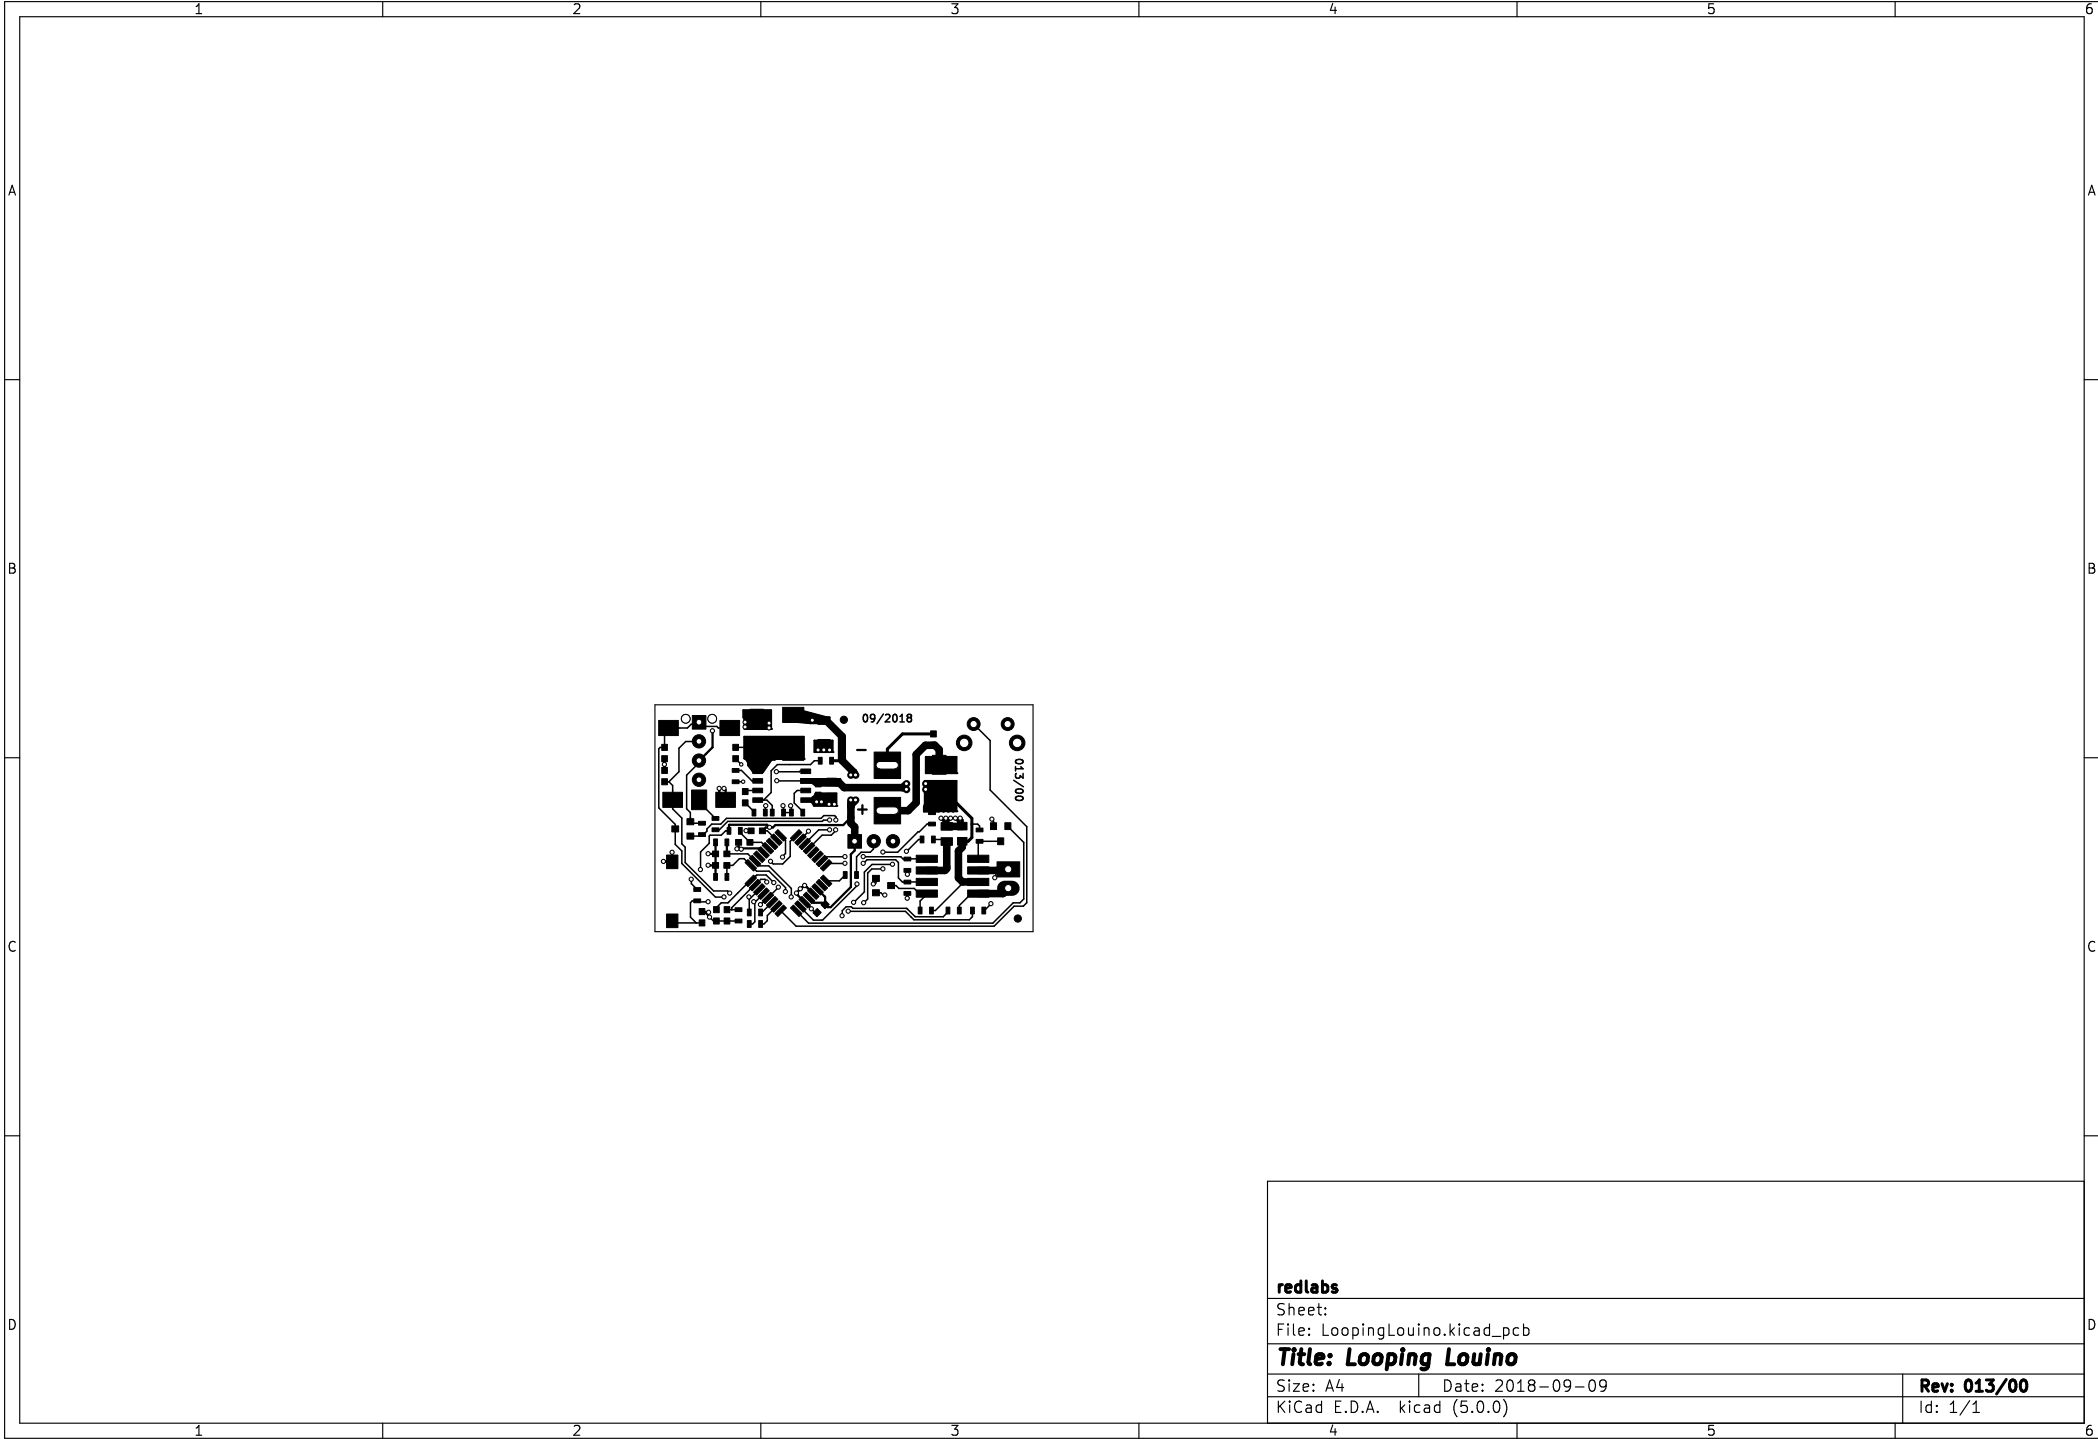 1 2 3 4 5 6
A A
B B
09/2018
−
013/00
+
C C
redlabs
Sheet:
File: LoopingLouino.kicad_pcb
D D
Title: Looping Louino
Size: A4 Date: 2018-09-09 Rev: 013/00
KiCad E.D.A. kicad (5.0.0) Id: 1/1
1 2 3 4 5 6